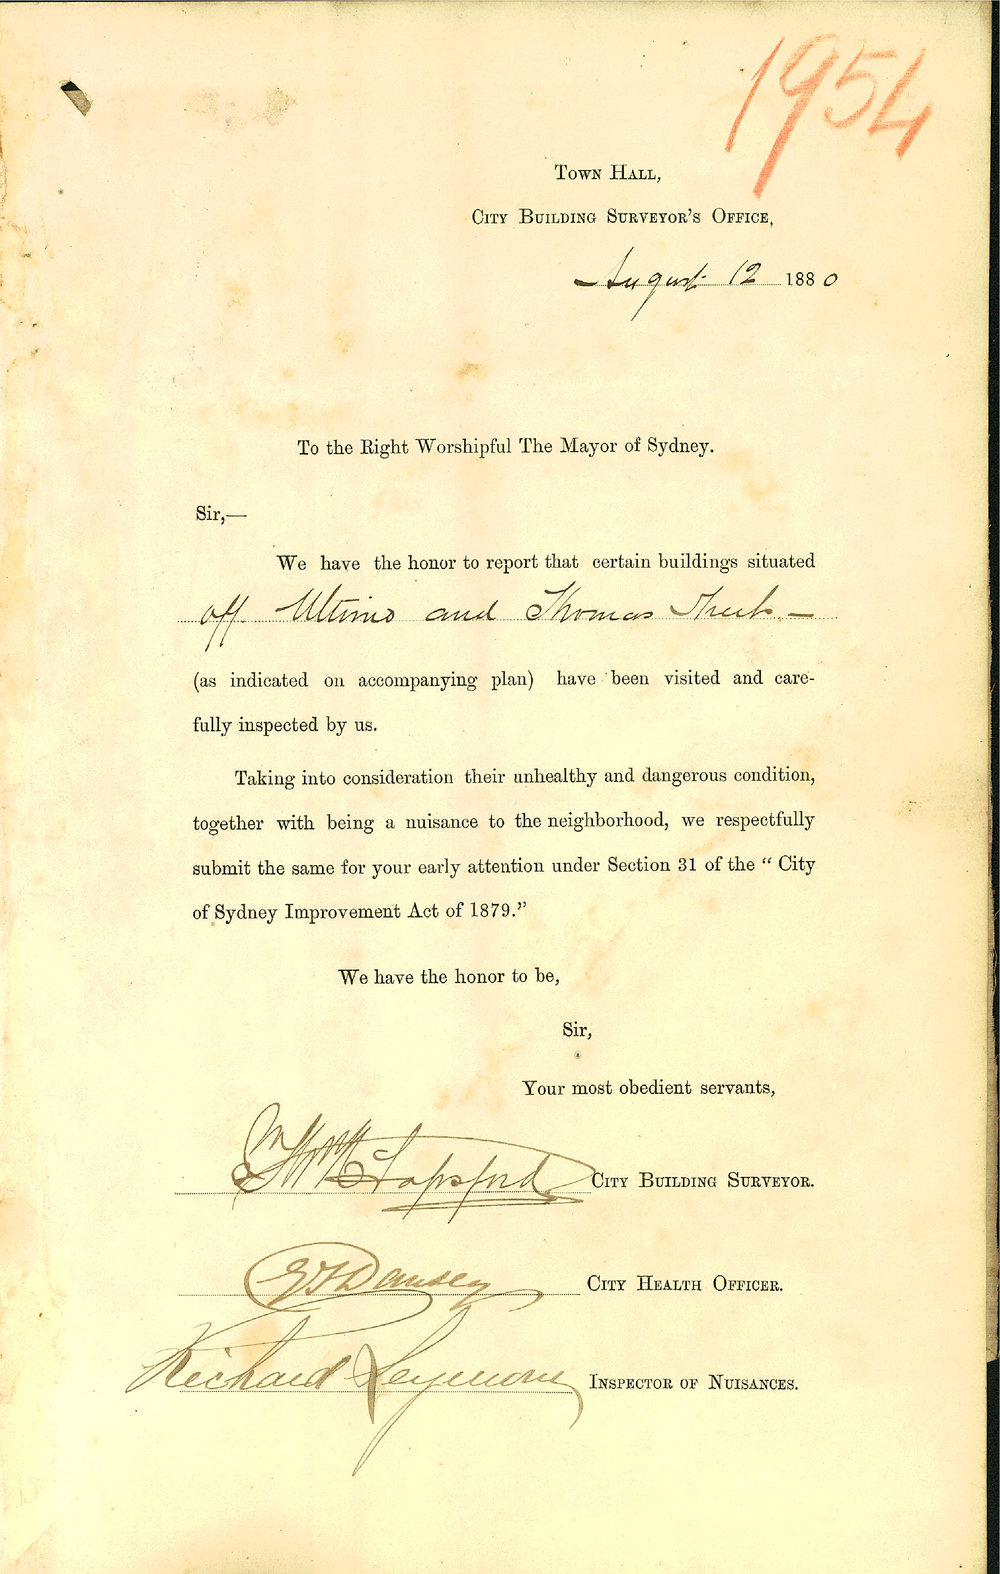 1954
Town Hall,
City Building Surveyor's Office,
August 12 1880
To the Right Worshipful The Mayor of Sydney.
Sir,—
We have the honor to report that certain buildings situated
off Ultimo and Thomas Streets —
(as indicated on accompanying plan) have been visited and care-
fully inspected by us.
Taking into consideration their unhealthy and dangerous condition,
together with being a nuisance to the neighborhood, we respectfully
submit the same for your early attention under Section 31 of the “ City
of Sydney Improvement Act of 1879.”
We have the honor to be,
Sir,
Your most obedient servants,
City Building Surveyor.
Dansey City Health Officer.
Richard Seymour Inspector of Nuisances.